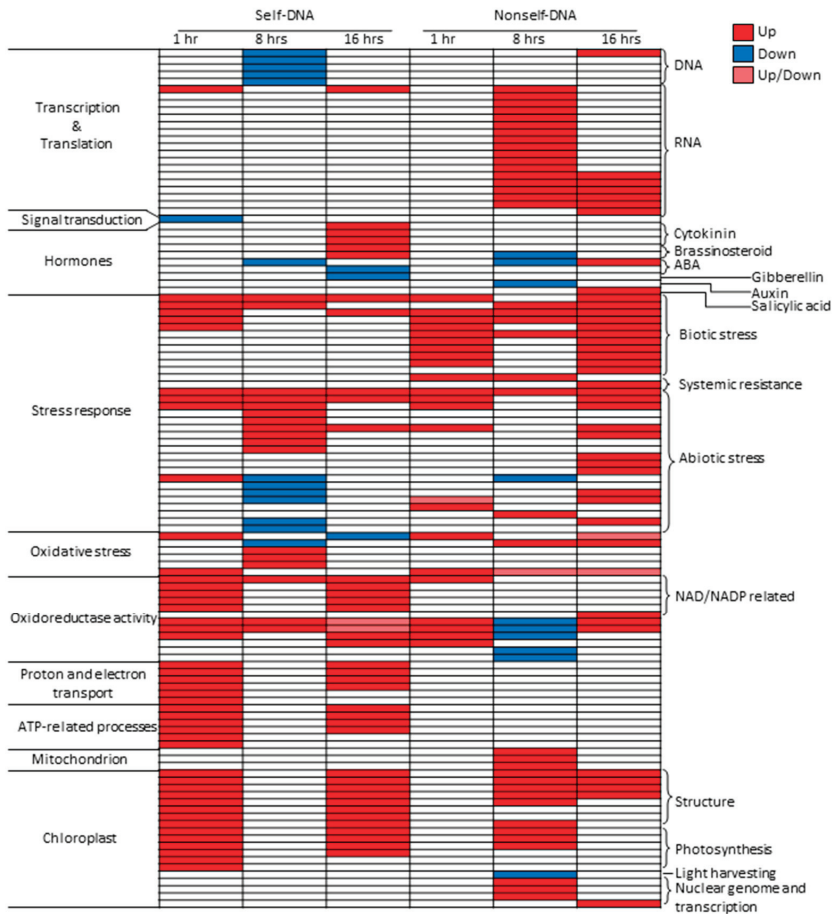 Self-DNA Nonself-DNA
1 hr 8 hrs 16 hrs 1 hr 8 hrs 16 hrs
Up
Down
Up/Down
Transcription
&
Translation
Signal transduction
Hormones
Stress response
Oxidative stress
Oxidoreductase activity
Proton and electron
transport
ATP-related processes
Mitochondrion
Chloroplast
DNA
RNA
Cytokinin
Brassinosteroid
ABA
Gibberellin
Auxin
Salicylic acid
Biotic stress
Systemic resistance
Abiotic stress
NAD/NADP related
Structure
Photosynthesis
Light harvesting
Nuclear genome and
transcription